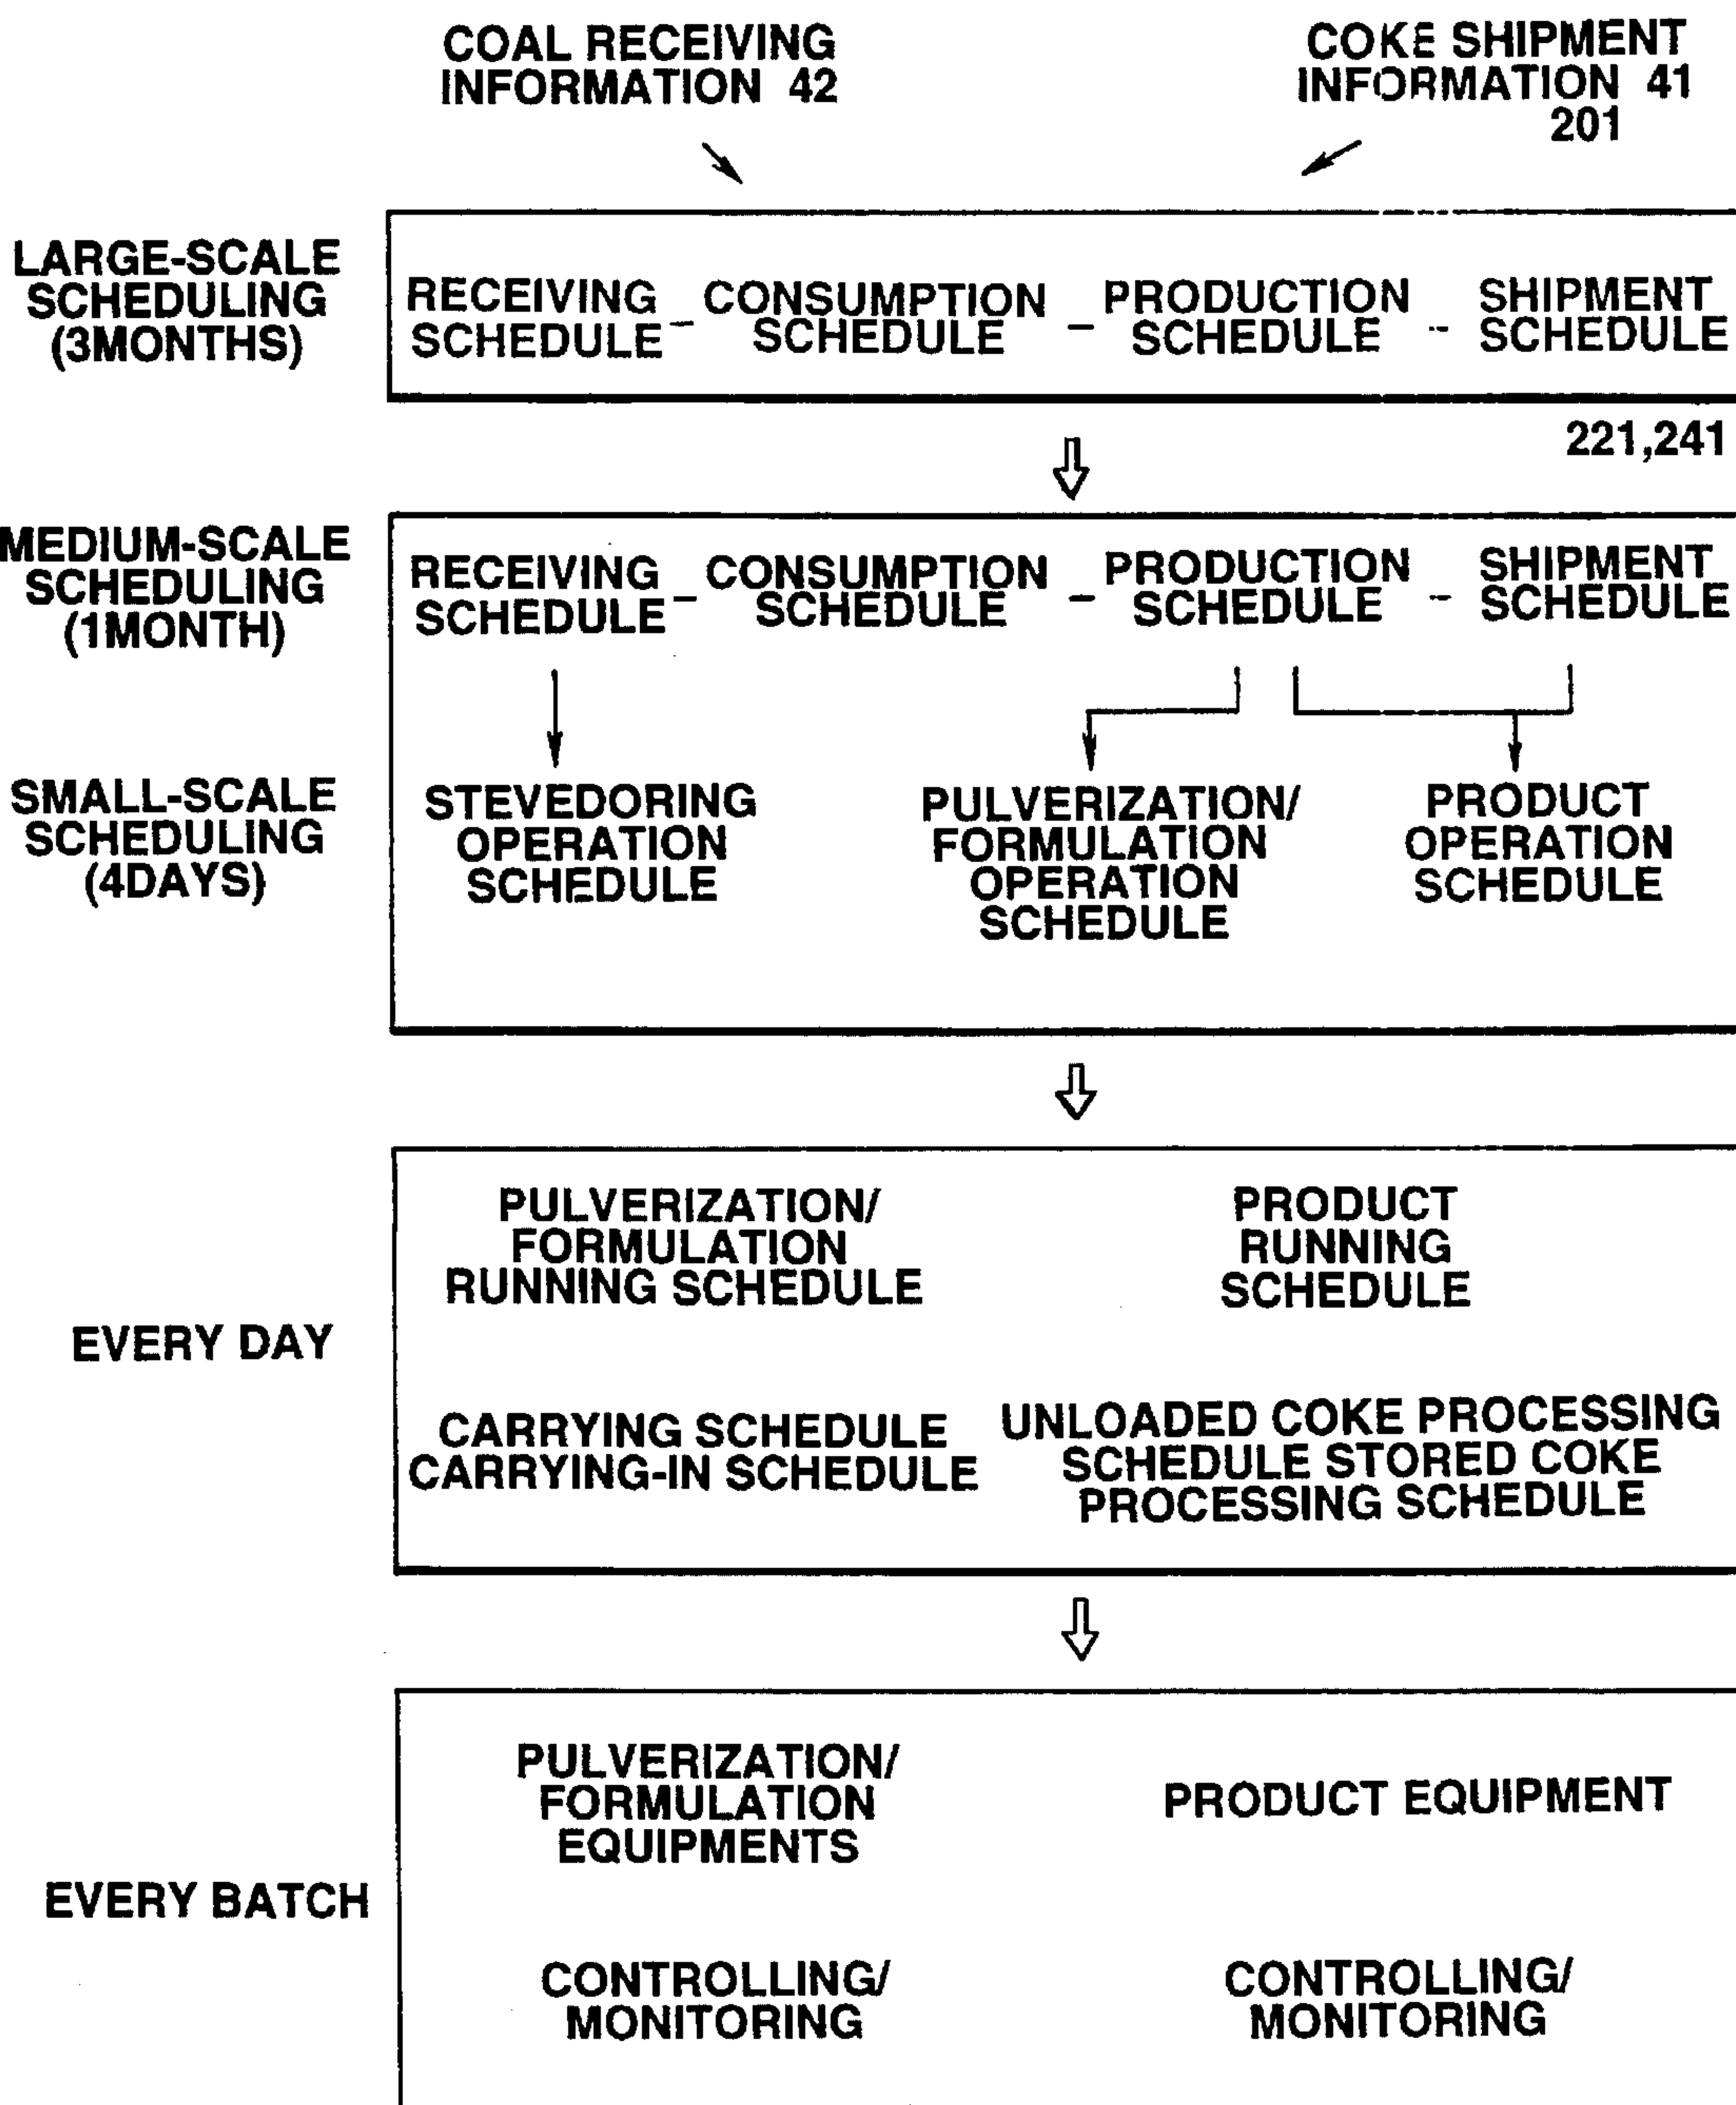 COAL RECEIVING
INFORMATION 42
COKE SHIPMENT
INFORMATION 41
201
LARGE-SCALE
SCHEDULING
(3MONTHS)
RECEIVING
SCHEDULE
-
CONSUMPTION
SCHEDULE
-
PRODUCTION
SCHEDULE
-
SHIPMENT
SCHEDULE
221,241
MEDIUM-SCALE
SCHEDULING
(1MONTH)
RECEIVING
SCHEDULE
-
CONSUMPTION
SCHEDULE
-
PRODUCTION
SCHEDULE
-
SHIPMENT
SCHEDULE
SMALL-SCALE
SCHEDULING
(4DAYS)
STEVEDORING
OPERATION
SCHEDULE
PULVERIZATION/
FORMULATION
OPERATION
SCHEDULE
PRODUCT
OPERATION
SCHEDULE
EVERY DAY
PULVERIZATION/
FORMULATION
RUNNING SCHEDULE
PRODUCT
RUNNING
SCHEDULE
CARRYING SCHEDULE
CARRYING-IN SCHEDULE
UNLOADED COKE PROCESSING
SCHEDULE STORED COKE
PROCESSING SCHEDULE
EVERY BATCH
PULVERIZATION/
FORMULATION
EQUIPMENTS
PRODUCT EQUIPMENT
CONTROLLING/
MONITORING
CONTROLLING/
MONITORING